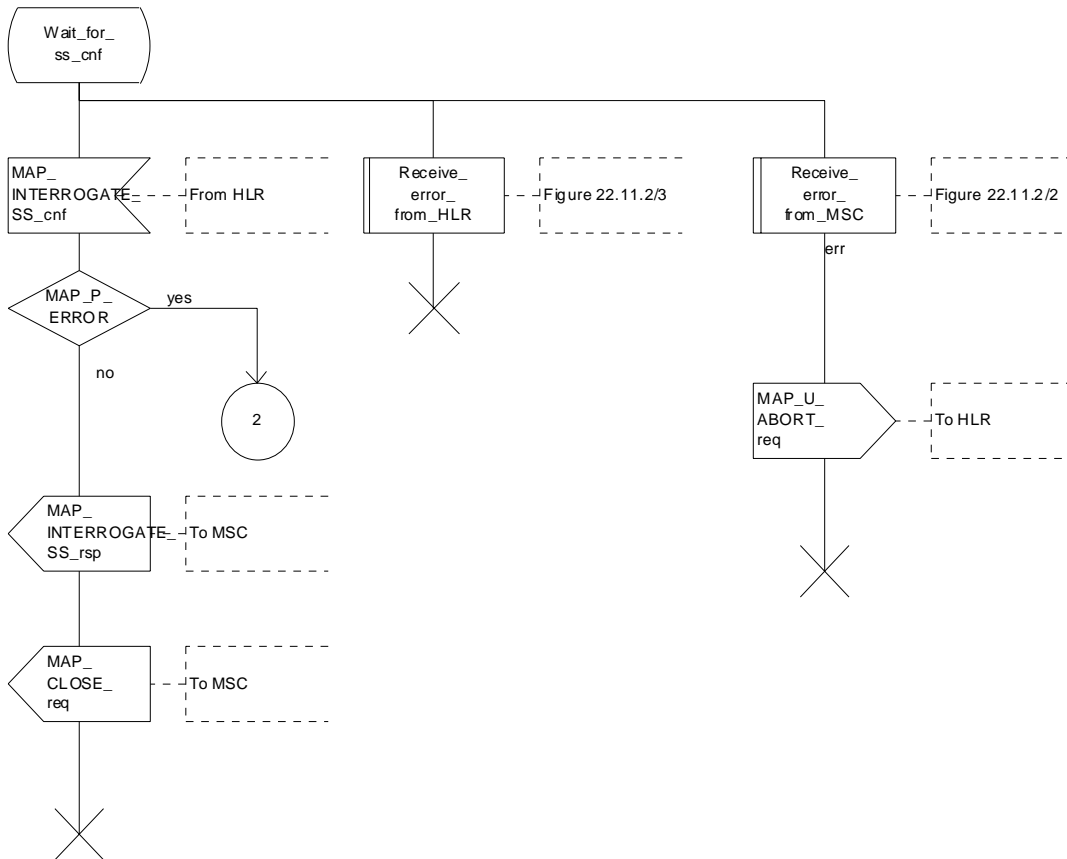 Wait_for_
ss_cnf
MAP_
INTERROGATE_
SS_cnf
From HLR
Receive_
error_
from_HLR
Figure 22.11.2/3
Receive_
error_
from_MSC
Figure 22.11.2/2
err
MAP_P_
ERROR
yes
no
2
MAP_U_
ABORT_
req
To HLR
MAP_
INTERROGATE_
SS_rsp
To MSC
MAP_
CLOSE_
req
To MSC